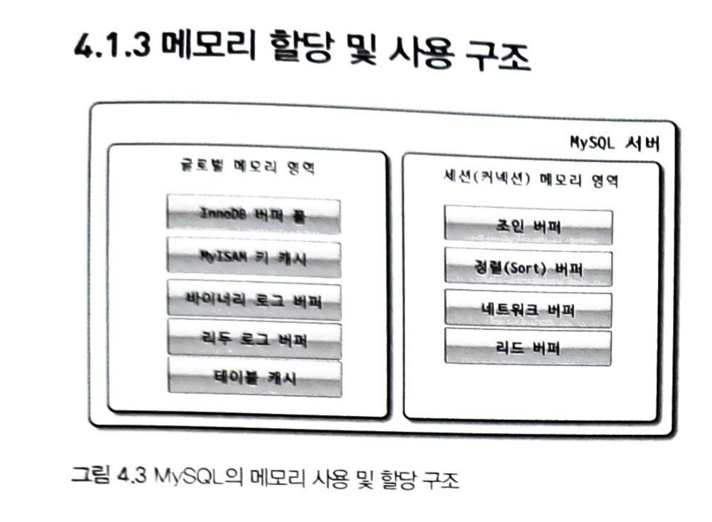 4.1.3 메모리 할당 및 사용 구조
MySQL 서버
글로벌 메모리 영역
InnoDB 버퍼 풀
MyISAM 키 캐시
바이너리 로그 버퍼
리두 로그 버퍼
테이블 캐시
세션(커넥션) 메모리 영역
조인 버퍼
정렬(Sort) 버퍼
네트워크 버퍼
리드 버퍼
그림 4.3 MySQL의 메모리 사용 및 할당 구조